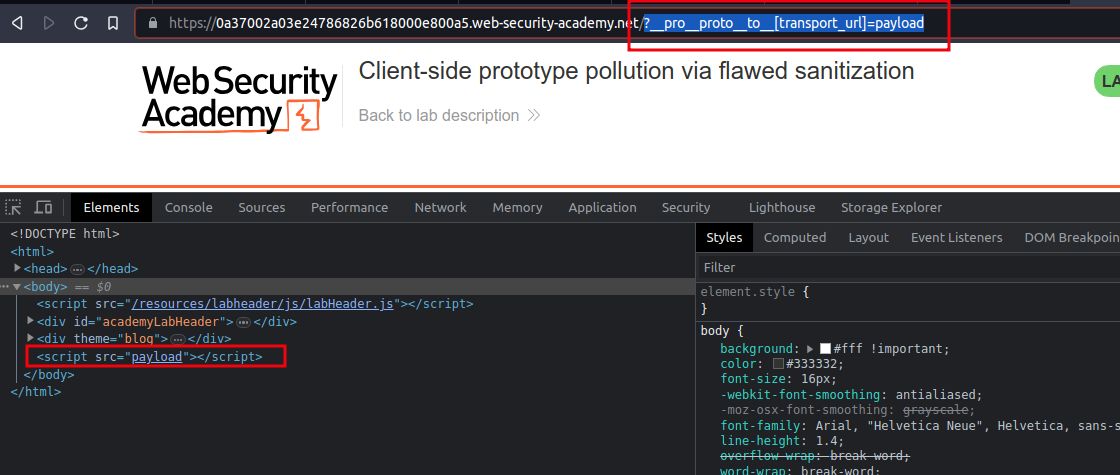 https://0a37002a03e24786826b618000e800a5.web-security-academy.net/?__pro__proto__to__[transport_url]=payload
Web Security
Academy
Client-side prototype pollution via flawed sanitization
LA
Back to lab description
Elements Console Sources Performance Network Memory Application Security Lighthouse Storage Explorer
<!DOCTYPE html>
<html>
<head> ⋯ </head>
⋯ <body> == $0
<script src="/resources/labheader/js/labHeader.js"></script>
<div id="academyLabHeader"> ⋯ </div>
<div theme="blog"> ⋯ </div>
<script src="payload"></script>
</body>
</html>
Styles Computed Layout Event Listeners DOM Breakpoin
Filter
element.style {
}
body {
background: #fff !important;
color: #333332;
font-size: 16px;
-webkit-font-smoothing: antialiased;
-moz-osx-font-smoothing: grayscale;
font-family: Arial, "Helvetica Neue", Helvetica, sans-s
line-height: 1.4;
overflow-wrap: break-word;
word-wrap: break-word;